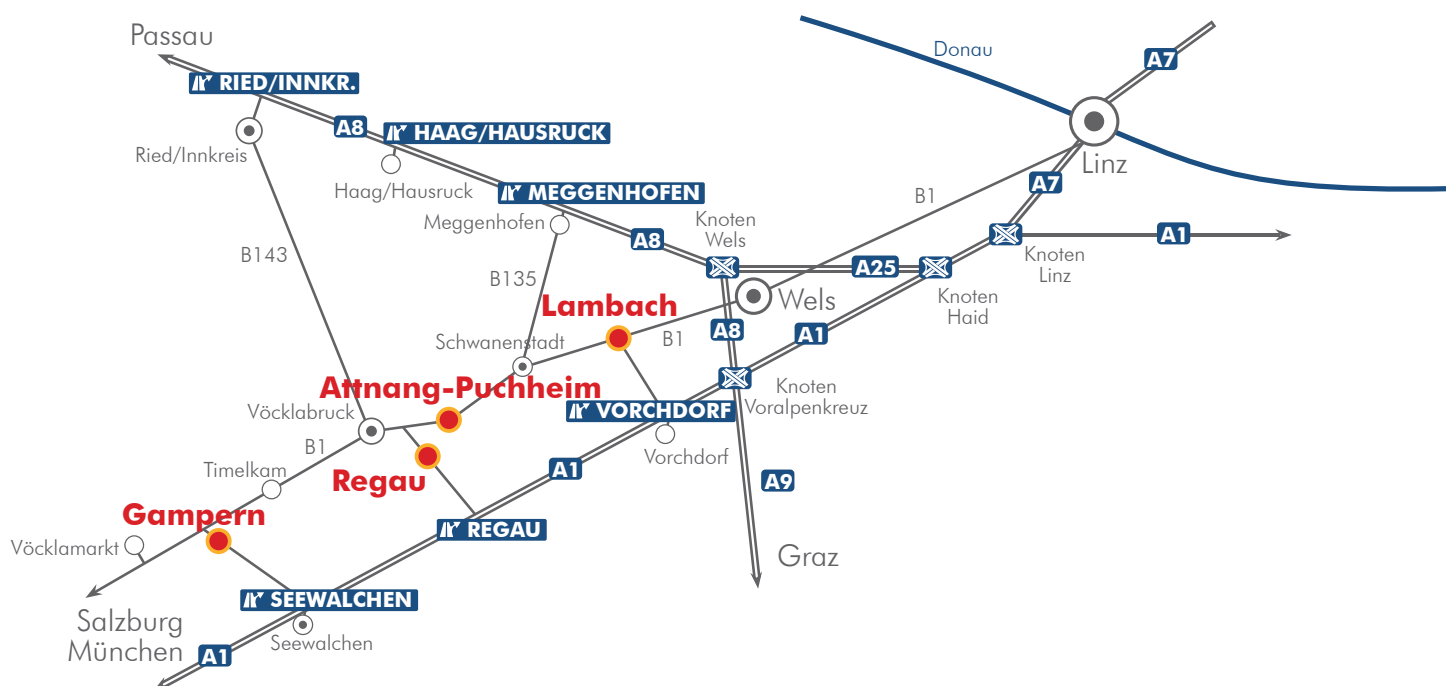 Passau
Donau
A7
RIED/INNKR.
A8
HAAG/HAUSRUCK
Ried/Innkreis
Linz
Haag/Hausruck
A7
MEGGENHOFEN
B1
Meggenhofen
Knoten
Wels
A8
A1
B143
Knoten
Linz
A25
B135
Knoten
Haid
Lambach
Wels
A8
A1
B1
Schwanenstadt
Attnang-Puchheim
Knoten
Voralpenkreuz
Vöcklabruck
VORCHDORF
B1
Vorchdorf
Timelkam
A1
Regau
A9
Gampern
REGAU
Vöcklamarkt
Graz
SEEWALCHEN
Salzburg
München
Seewalchen
A1